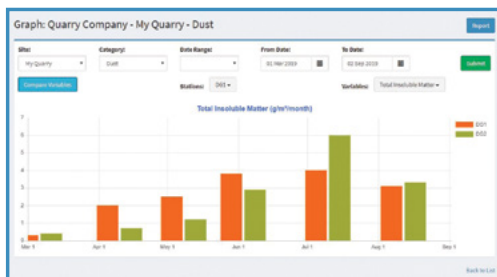 Graph: Quarry Company - My Quarry - Dust
Report
Site:
Category:
Date Range:
From Date:
To Date:
My Quarry
Dust
01 Mar 2019
02 Sep 2019
Submit
Compare Variables
Stations:
D01
Variables:
Total Insoluble Matter
Total Insoluble Matter (g/m²/month)
DG1
DG2
7
6
5
4
3
2
1
0
Mar 1
Apr 1
May 1
Jun 1
Jul 1
Aug 1
Sep 1
Back to List